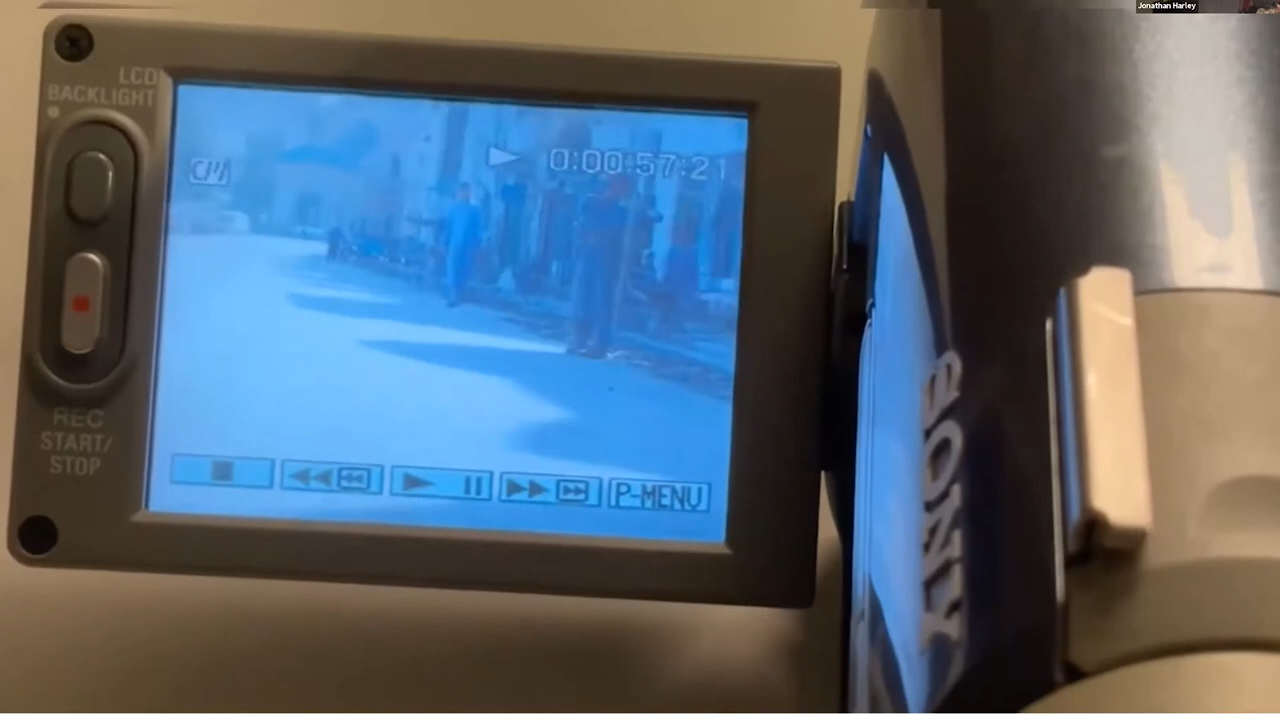 Jonathan Harley
LCD
BACKLIGHT
0:00:57:21
REC
START/
STOP
P-MENU
SONY